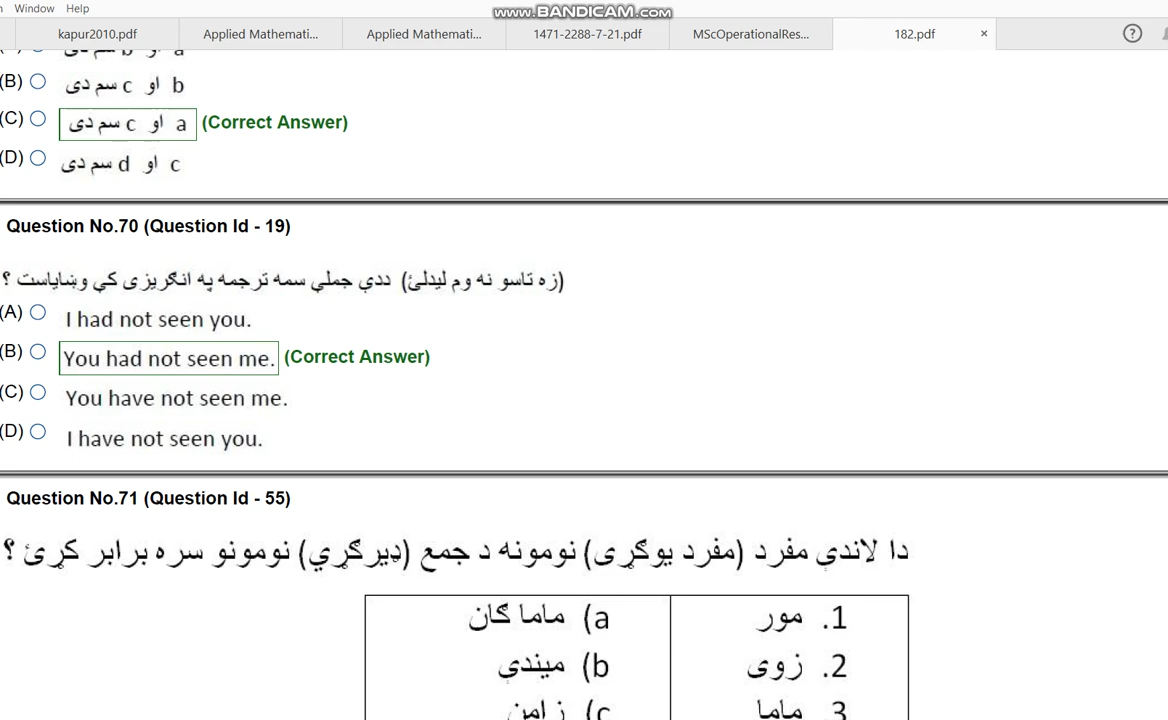 Window Help
www.BANDICAM.com
kapur2010.pdf Applied Mathemati... Applied Mathemati... 1471-2288-7-21.pdf MScOperationalRes... 182.pdf × ?
(B) b او c سم دی
(C) a او c سم دی (Correct Answer)
(D) c او d سم دی
Question No.70 (Question Id - 19)
(زه تاسو نه وم لیدلئ) ددې جملې سمه ترجمه په انګریزی کې وښایاست ؟
(A) I had not seen you.
(B) You had not seen me. (Correct Answer)
(C) You have not seen me.
(D) I have not seen you.
Question No.71 (Question Id - 55)
دا لاندې مفرد (مفرد یوګړی) نومونه د جمع (ډیرګړي) نومونو سره برابر کړئ ؟
1. مور a) ماما ګان
2. زوی b) میندې
3. ماما c) زامن